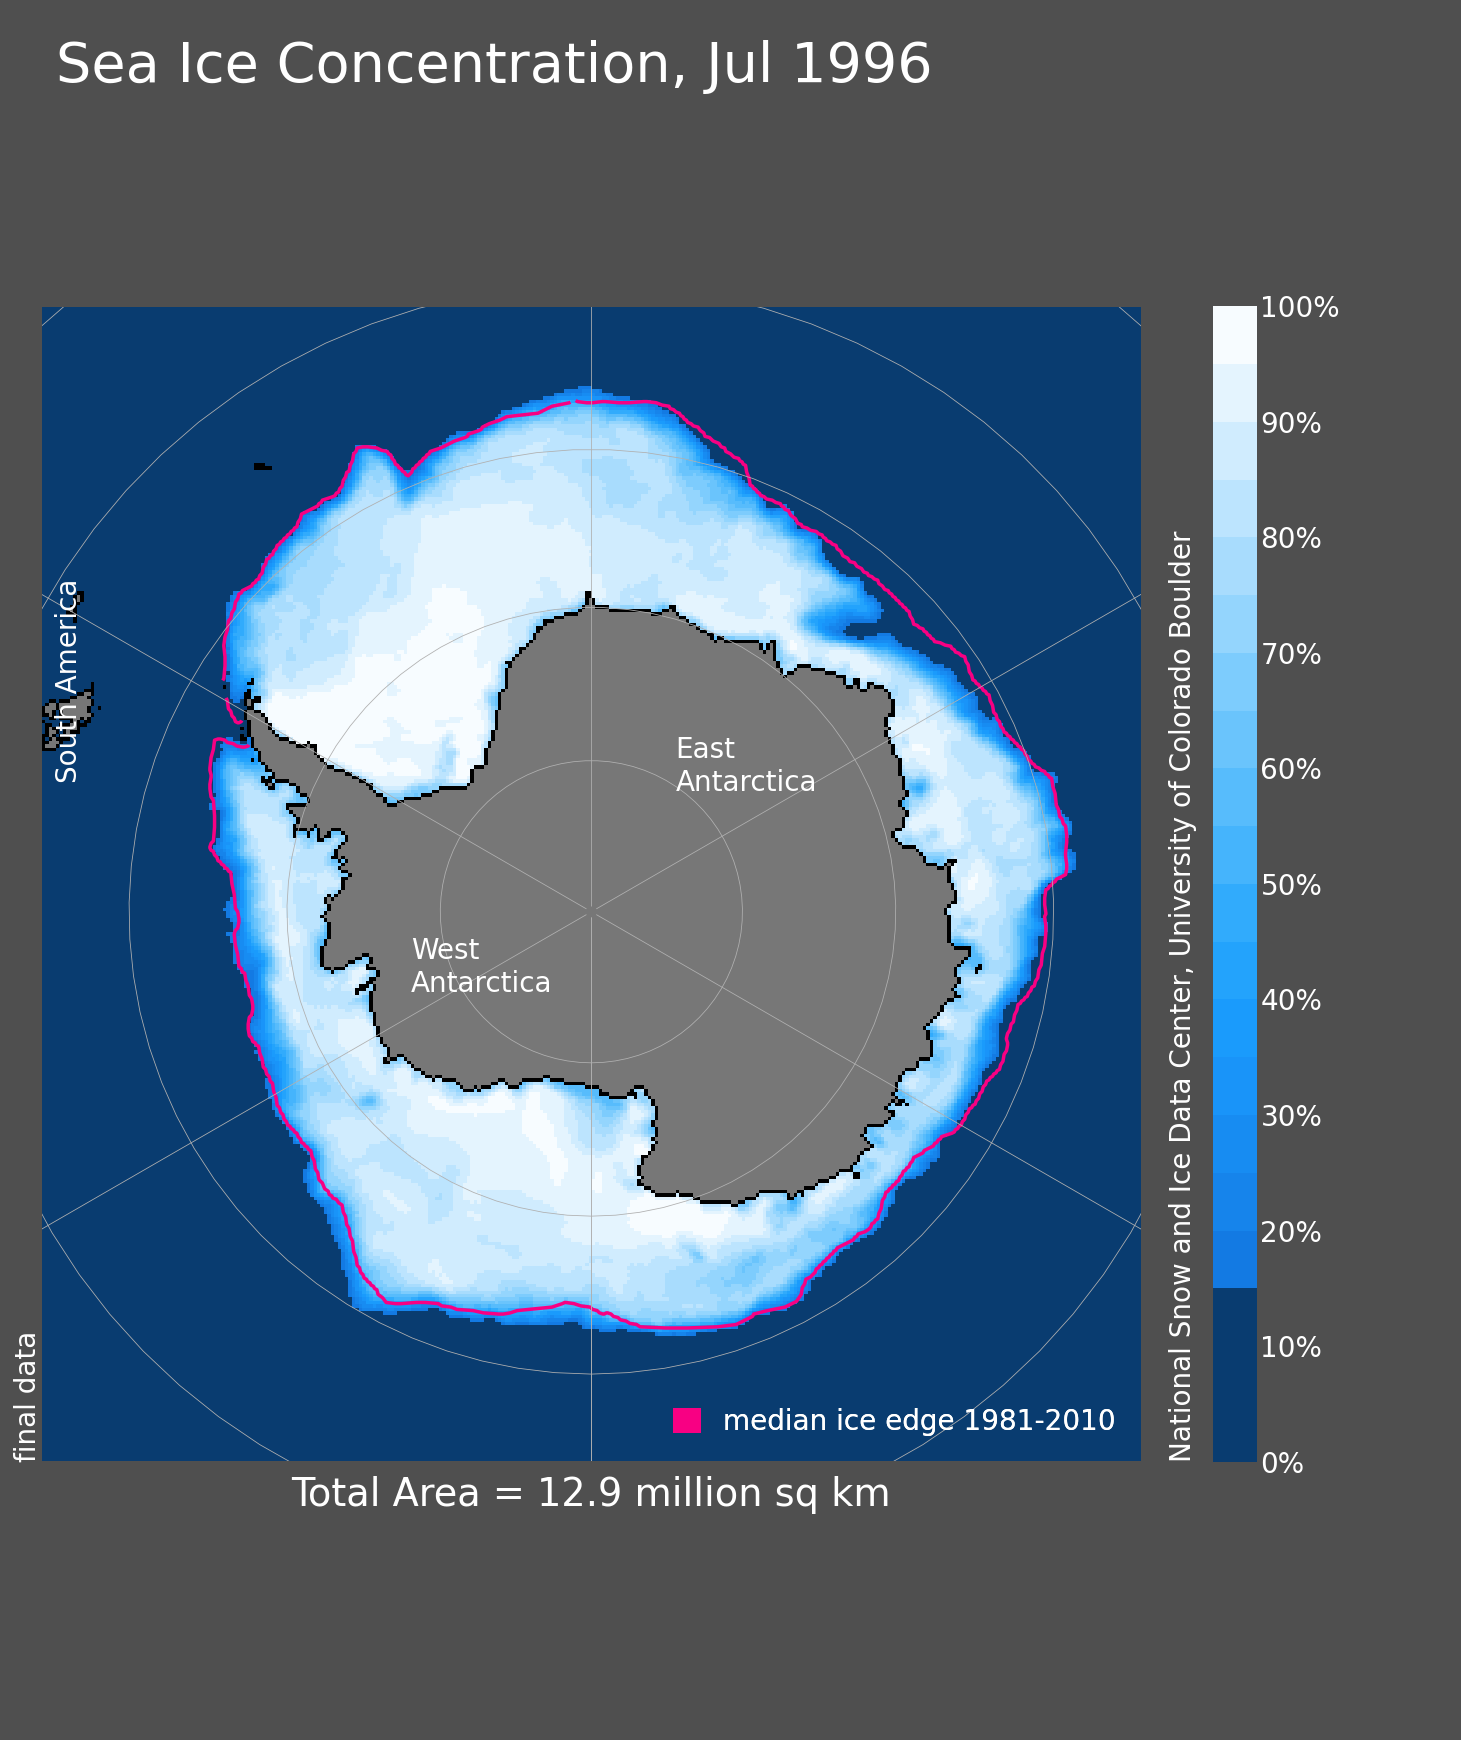 Sea Ice Concentration, Jul 1996
South America
East
Antarctica
West
Antarctica
final data
median ice edge 1981-2010
Total Area = 12.9 million sq km
National Snow and Ice Data Center, University of Colorado Boulder
100%
90%
80%
70%
60%
50%
40%
30%
20%
10%
0%